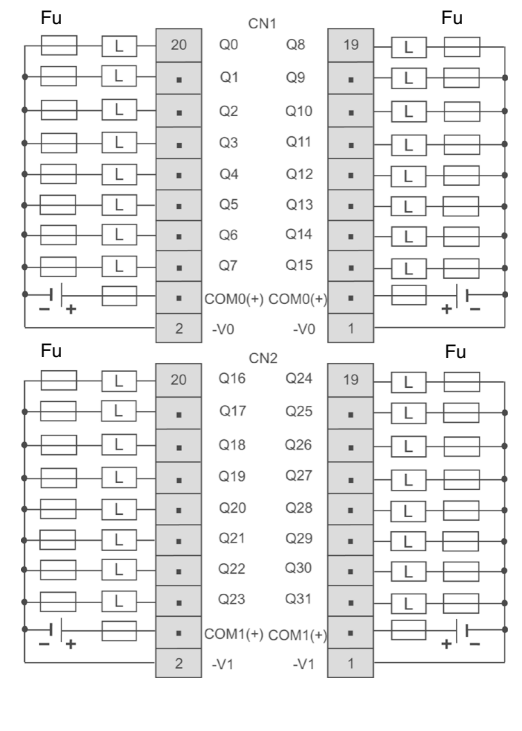 Fu CN1 Fu
L 20 Q0 Q8 19 L
L Q1 Q9 L
L Q2 Q10 L
L Q3 Q11 L
L Q4 Q12 L
L Q5 Q13 L
L Q6 Q14 L
L Q7 Q15 L
− + COM0(+) COM0(+) + −
2 -V0 -V0 1
Fu CN2 Fu
L 20 Q16 Q24 19 L
L Q17 Q25 L
L Q18 Q26 L
L Q19 Q27 L
L Q20 Q28 L
L Q21 Q29 L
L Q22 Q30 L
L Q23 Q31 L
− + COM1(+) COM1(+) + −
2 -V1 -V1 1